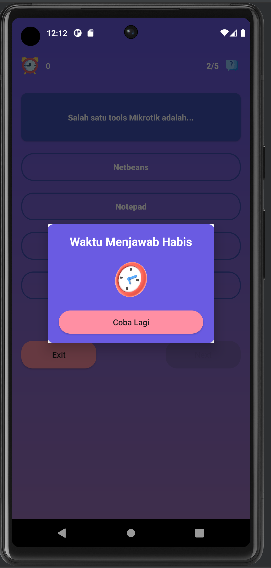 12:12
0
2/5
Salah satu tools Mikrotik adalah...
Netbeans
Notepad
Waktu Menjawab Habis
Coba Lagi
Exit